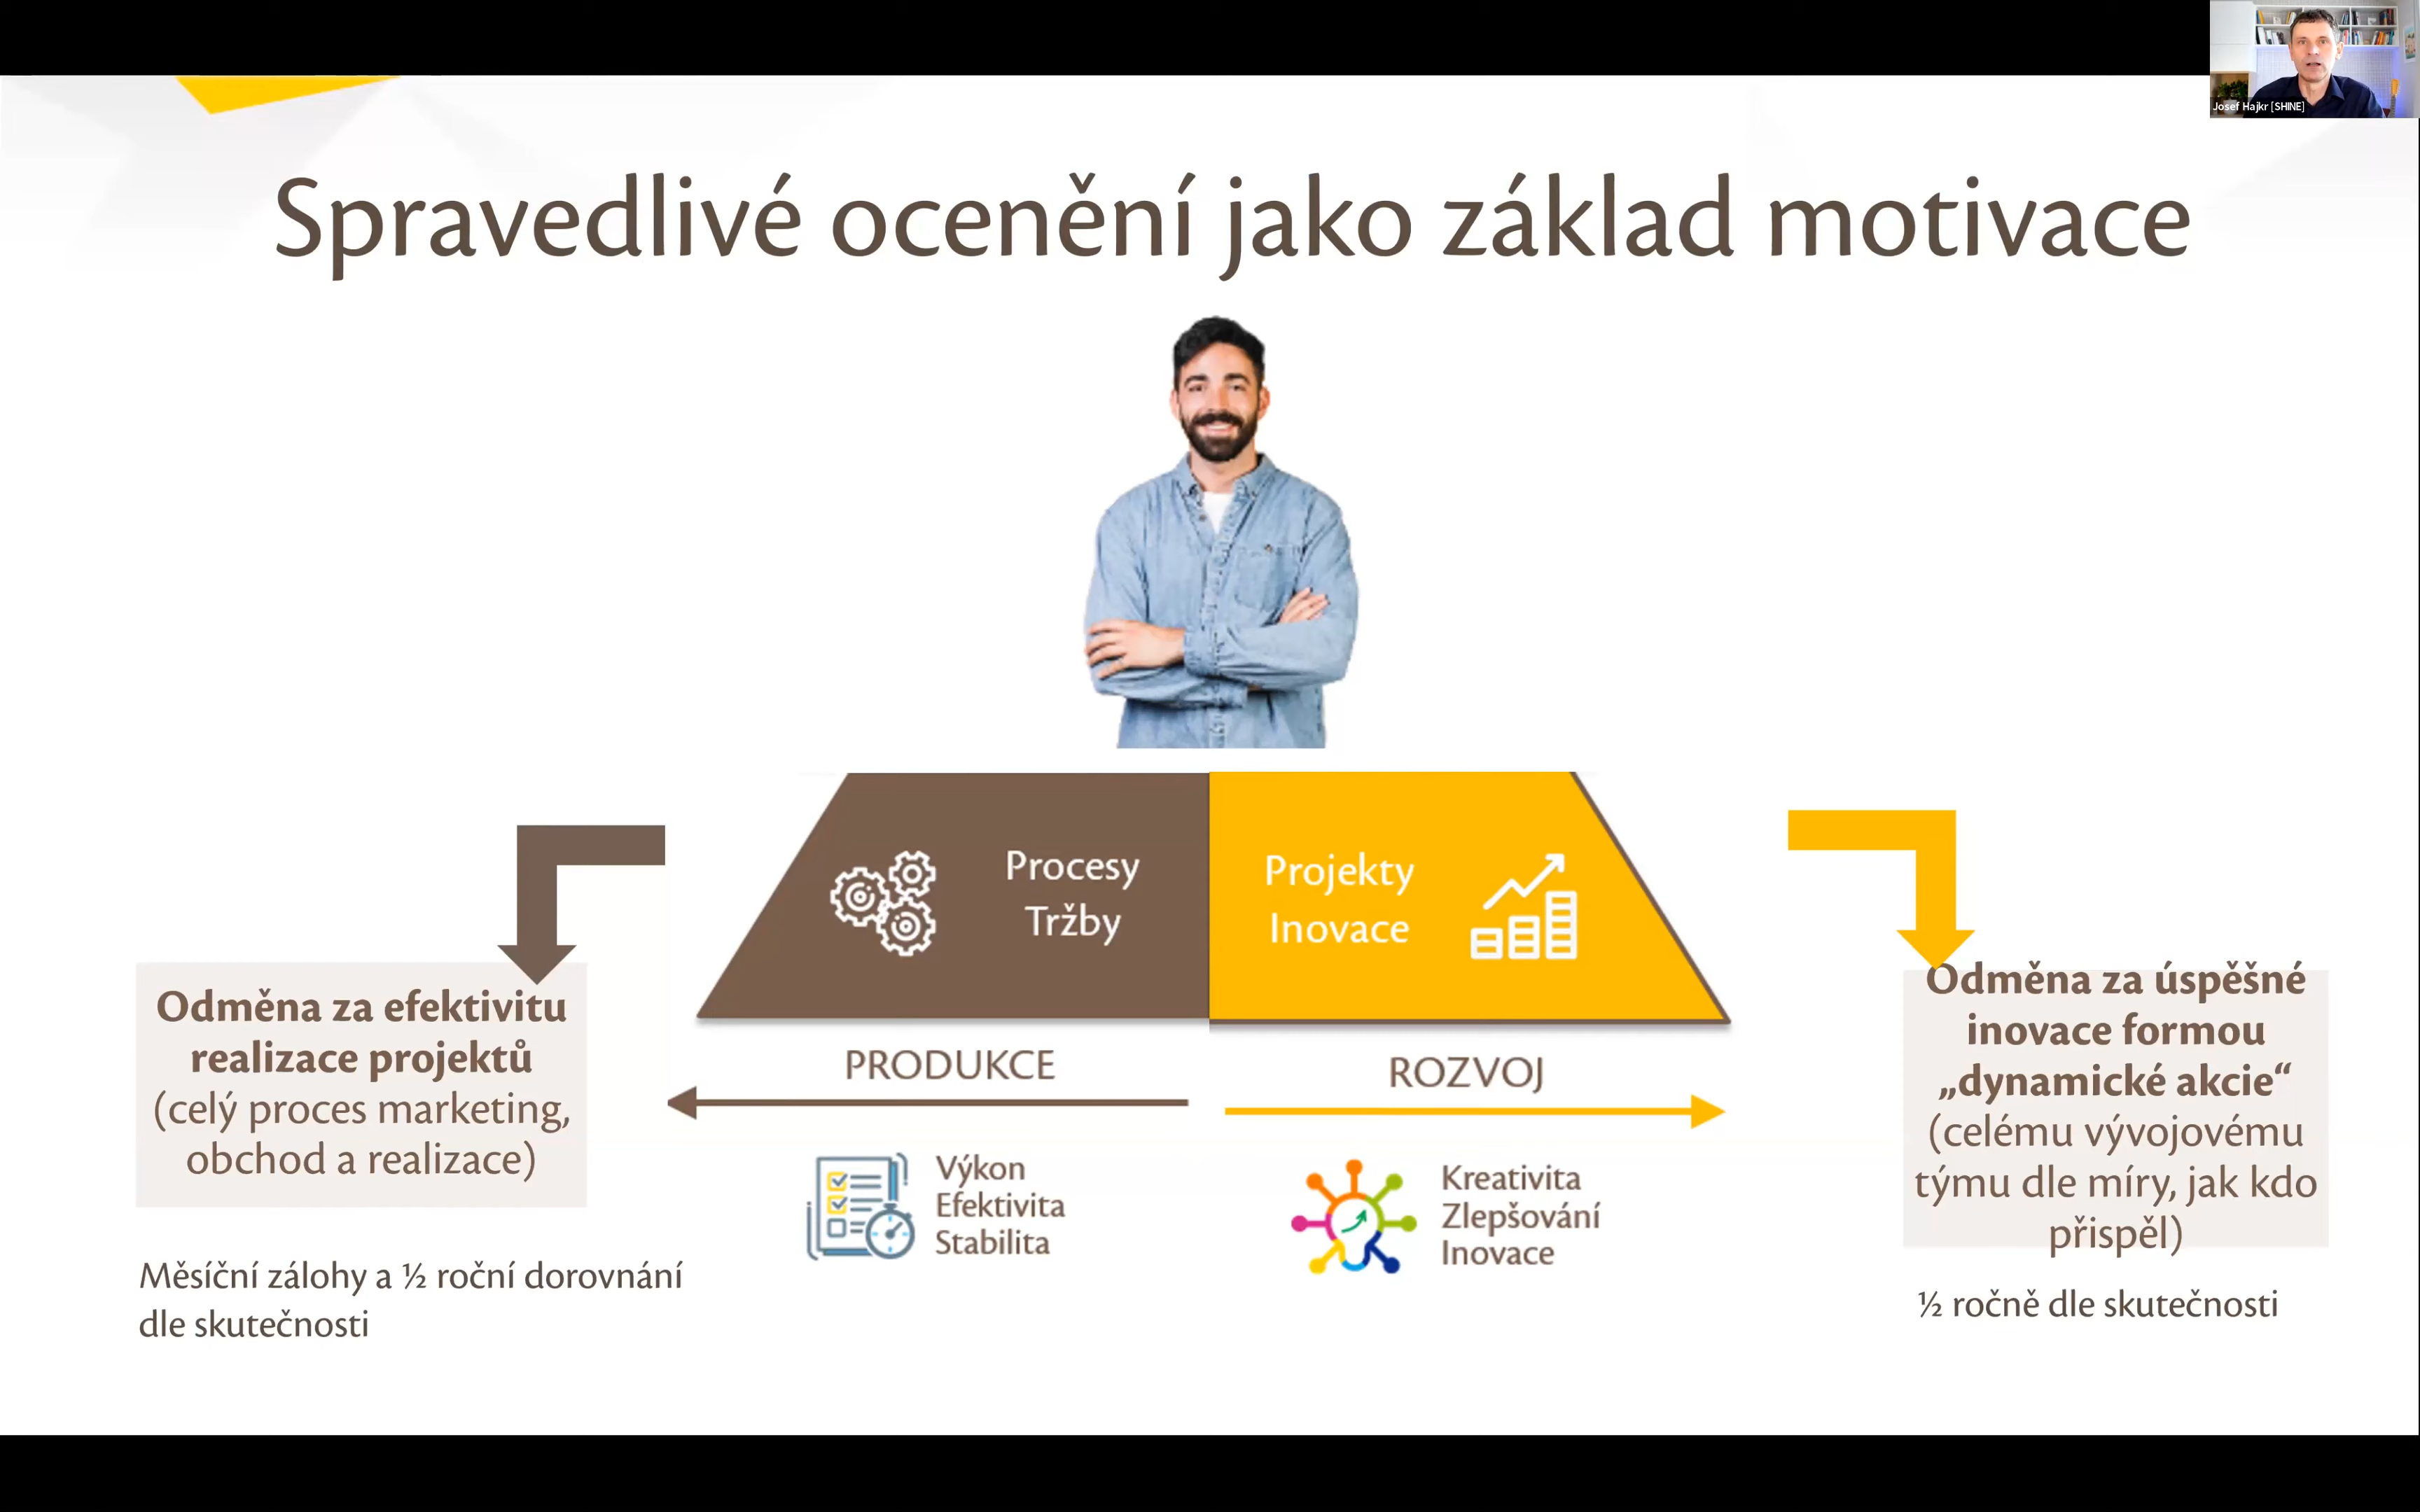 Josef Hajkr [SHINE]
Spravedlivé ocenění jako základ motivace
Procesy
Tržby
Projekty
Inovace
Odměna za efektivitu
realizace projektů
(celý proces marketing,
obchod a realizace)
Měsíční zálohy a ½ roční dorovnání
dle skutečnosti
PRODUKCE
Výkon
Efektivita
Stabilita
ROZVOJ
Kreativita
Zlepšování
Inovace
Odměna za úspěšné
inovace formou
„dynamické akcie“
(celému vývojovému
týmu dle míry, jak kdo
přispěl)
½ ročně dle skutečnosti